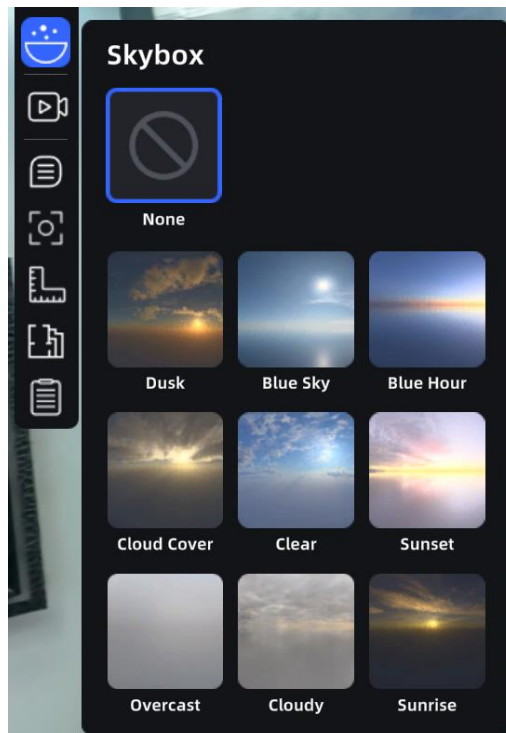 Skybox
None
Dusk
Blue Sky
Blue Hour
Cloud Cover
Clear
Sunset
Overcast
Cloudy
Sunrise